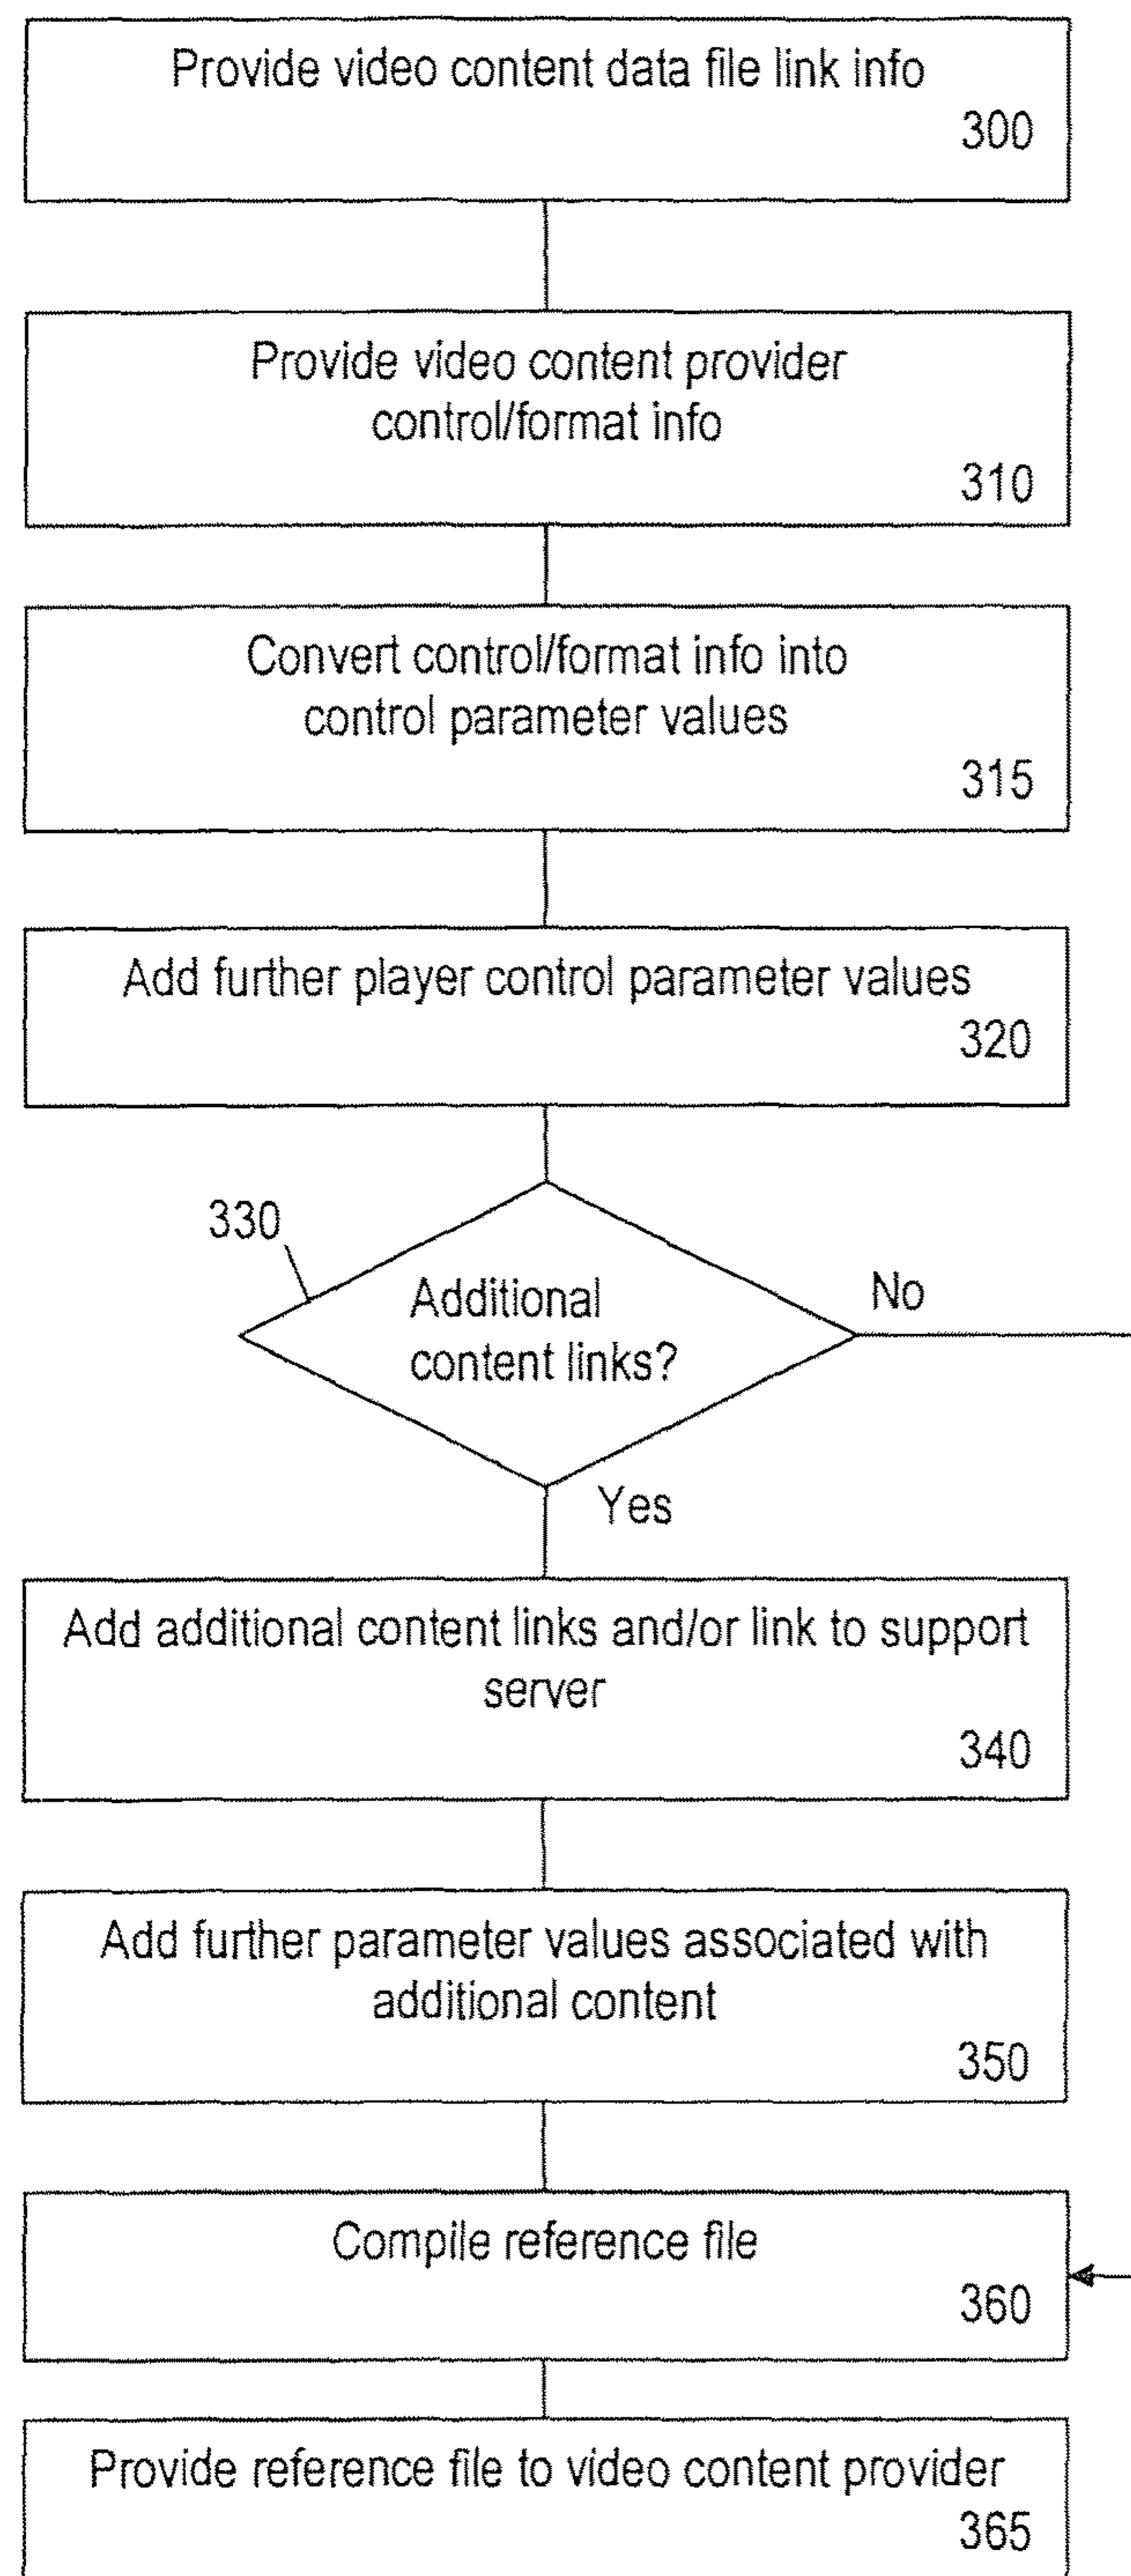 Provide video content data file link info
300
Provide video content provider
control/format info
310
Convert control/format info into
control parameter values
315
Add further player control parameter values
320
330
Additional
content links?
No
Yes
Add additional content links and/or link to support
server
340
Add further parameter values associated with
additional content
350
Compile reference file
360
Provide reference file to video content provider
365